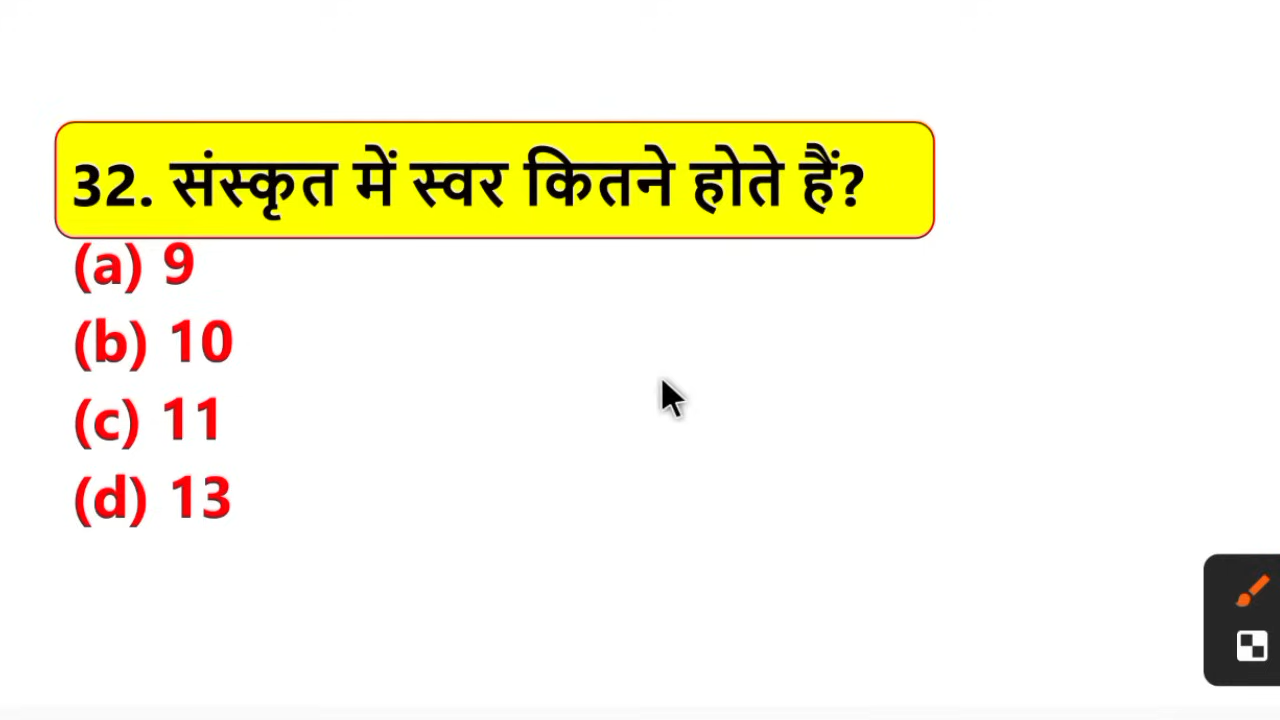 32. संस्कृत में स्वर कितने होते हैं?
(a) 9
(b) 10
(c) 11
(d) 13